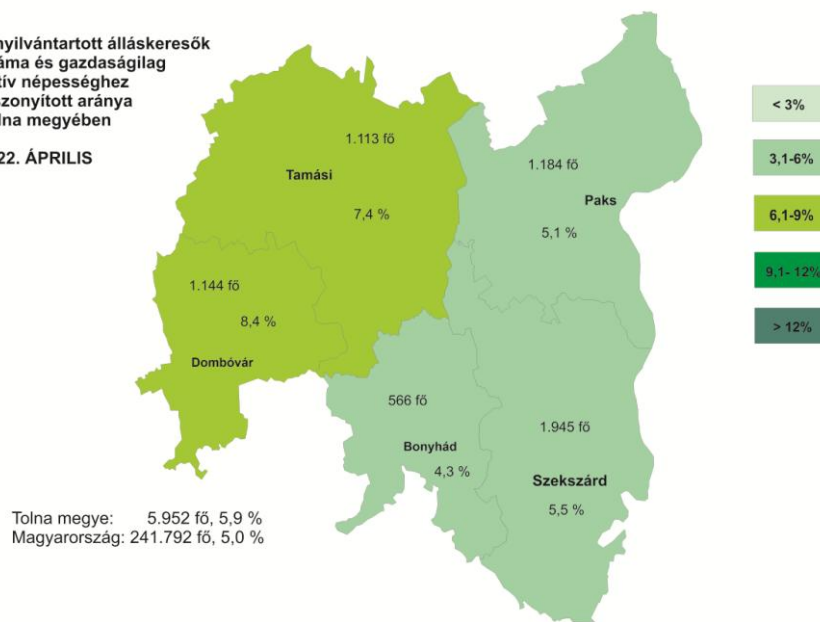 nyilvántartott álláskeresők
áma és gazdaságilag
tív népességhez
szonyított aránya
lna megyében
22. ÁPRILIS
1.113 fő
Tamási
7,4 %
1.184 fő
Paks
5,1 %
1.144 fő
8,4 %
Dombóvár
566 fő
Bonyhád
4,3 %
1.945 fő
Szekszárd
5,5 %
< 3%
3,1-6%
6,1-9%
9,1- 12%
> 12%
Tolna megye: 5.952 fő, 5,9 %
Magyarország: 241.792 fő, 5,0 %